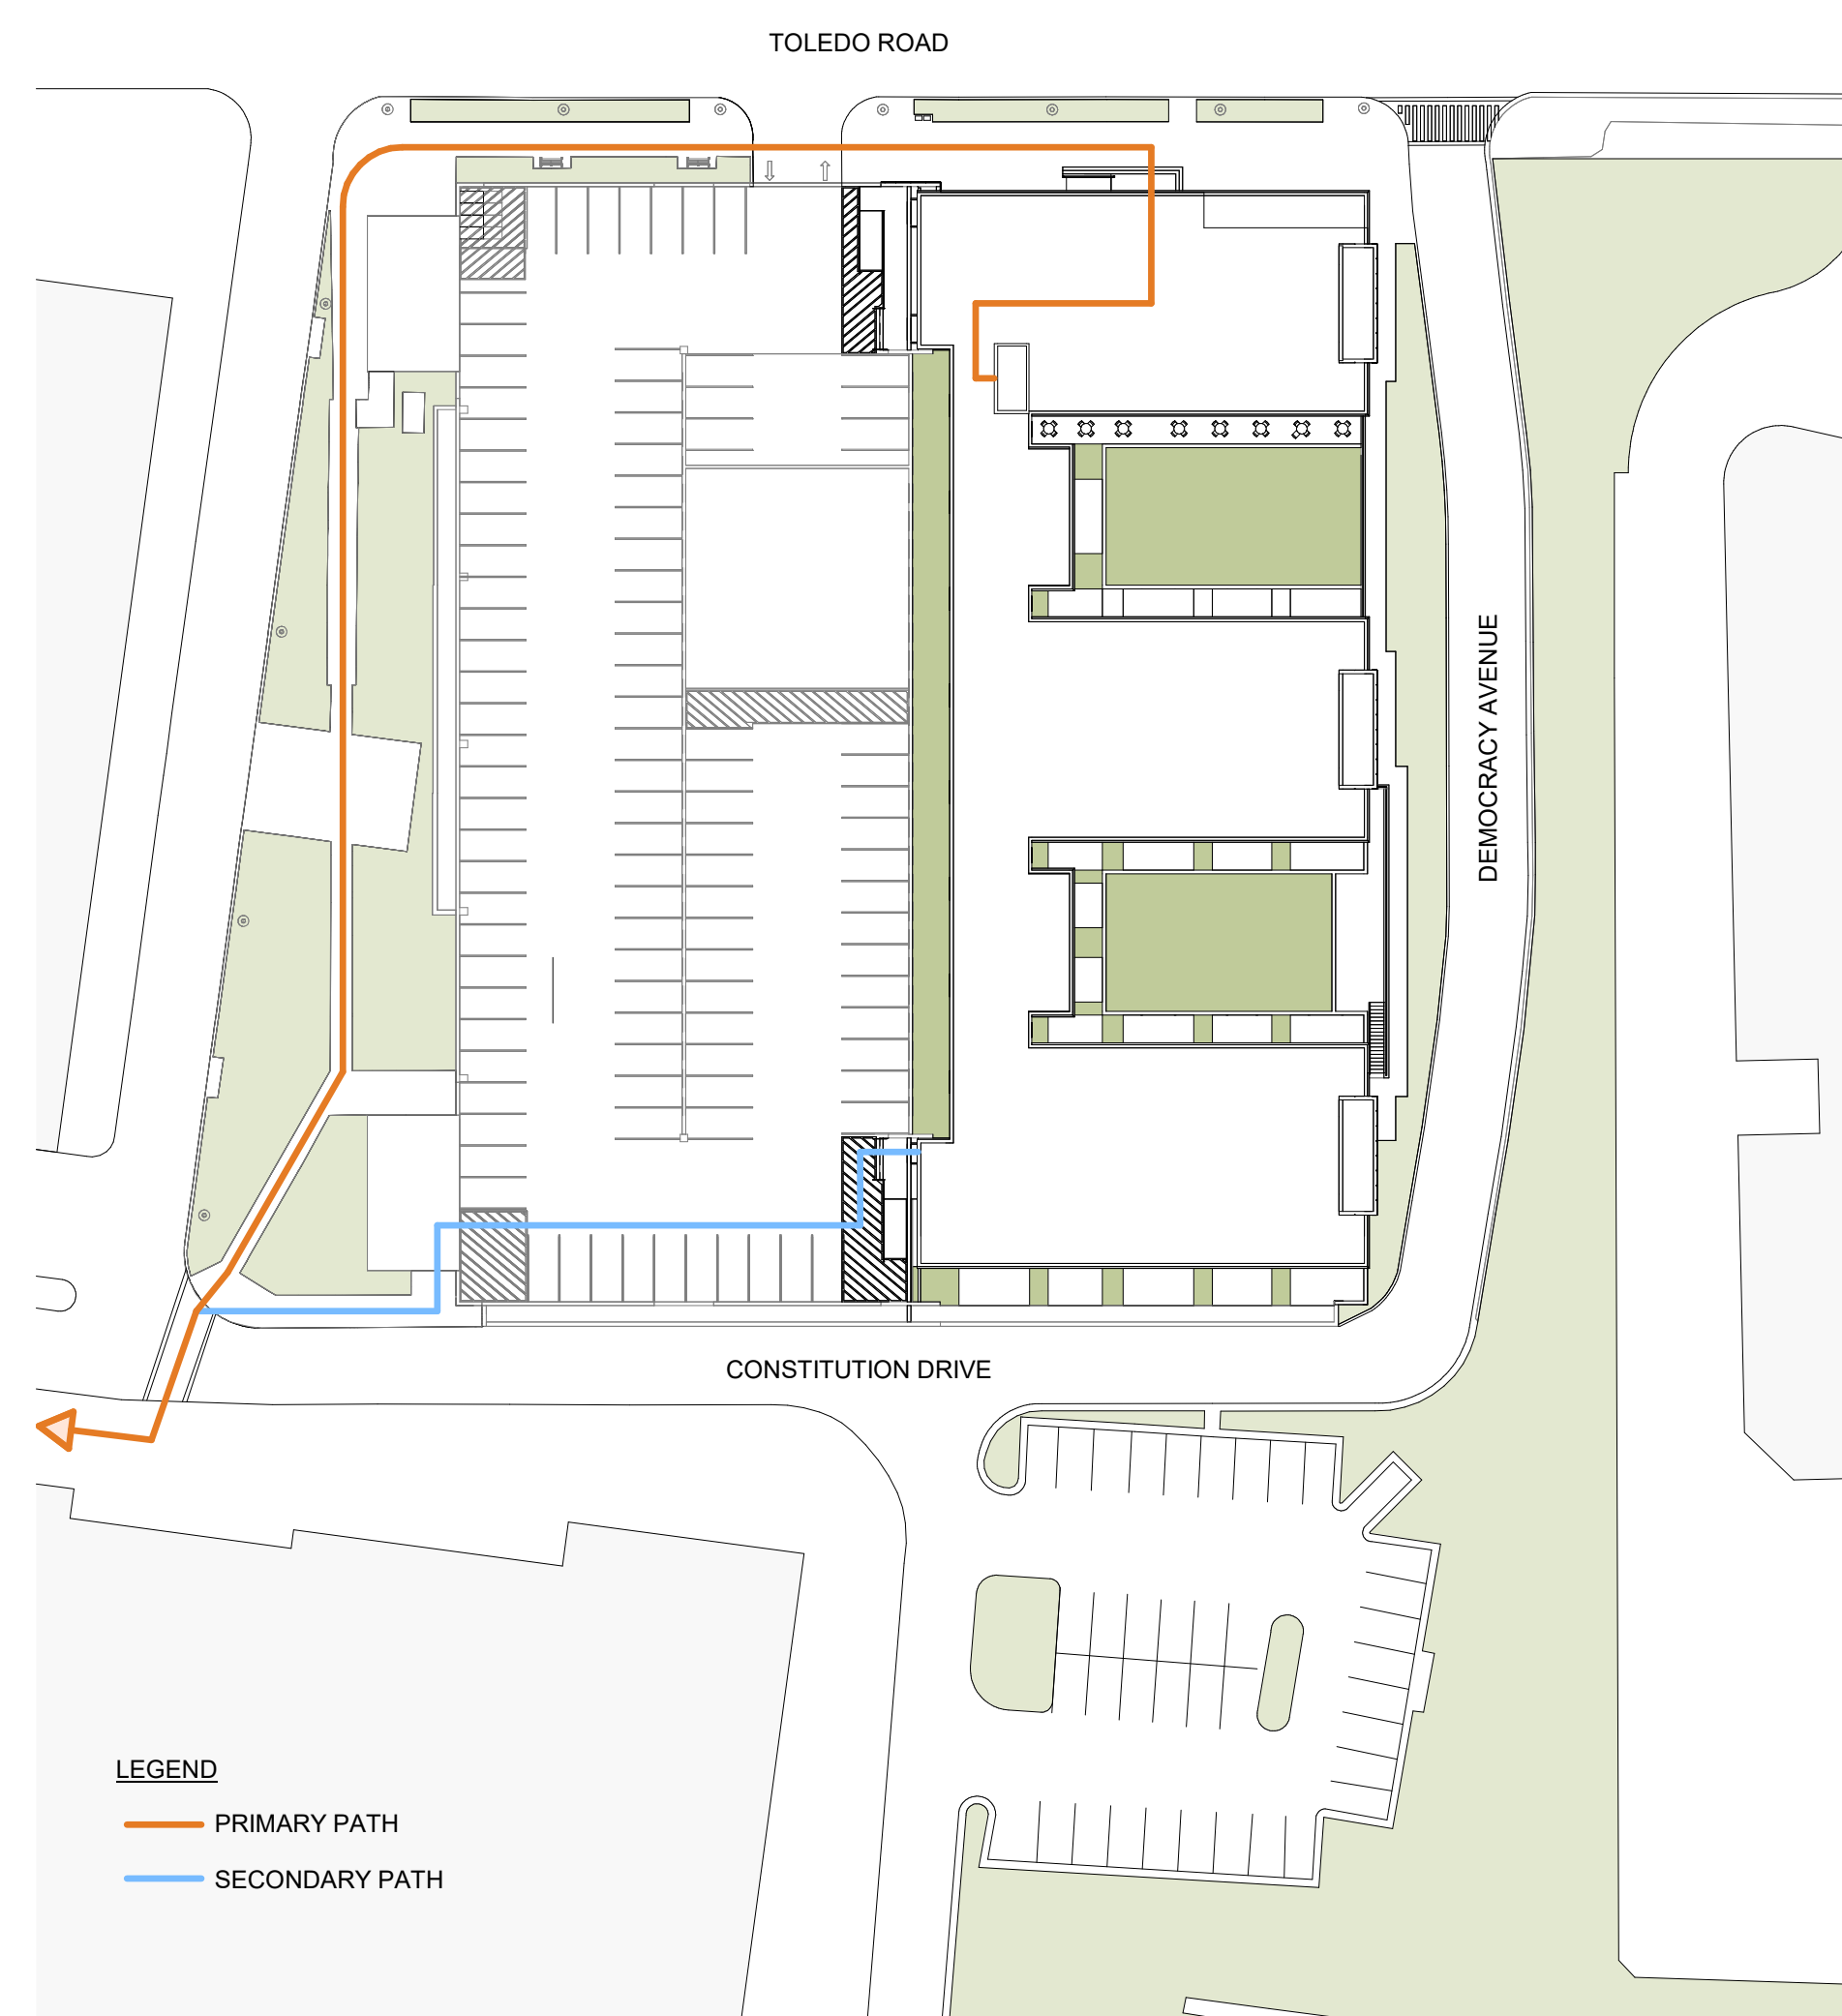 TOLEDO ROAD
DEMOCRACY AVENUE
CONSTITUTION DRIVE
LEGEND
PRIMARY PATH
SECONDARY PATH